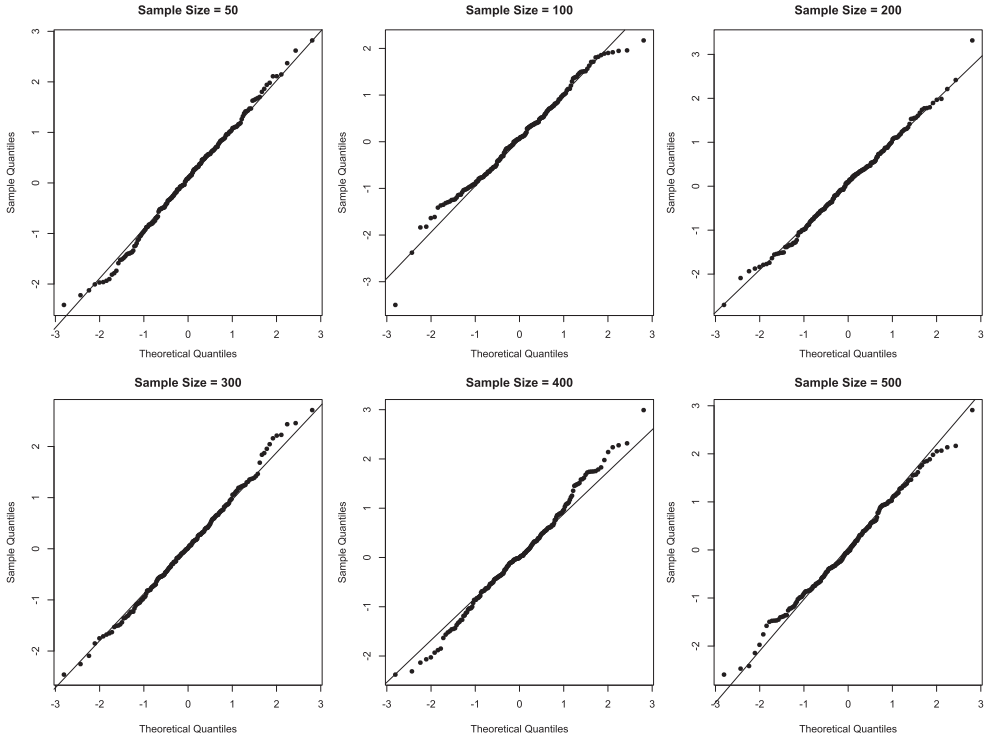 Sample Size = 50
Sample Size = 100
Sample Size = 200
3
2
1
0
-1
-2
Sample Quantiles
-3 -2 -1 0 1 2 3
Theoretical Quantiles
2
1
0
-1
-2
-3
Sample Quantiles
-3 -2 -1 0 1 2 3
Theoretical Quantiles
3
2
1
0
-1
-2
Sample Quantiles
-3 -2 -1 0 1 2 3
Theoretical Quantiles
Sample Size = 300
Sample Size = 400
Sample Size = 500
2
1
0
-1
-2
Sample Quantiles
-3 -2 -1 0 1 2 3
Theoretical Quantiles
3
2
1
0
-1
-2
Sample Quantiles
-3 -2 -1 0 1 2 3
Theoretical Quantiles
3
2
1
0
-1
-2
Sample Quantiles
-3 -2 -1 0 1 2 3
Theoretical Quantiles